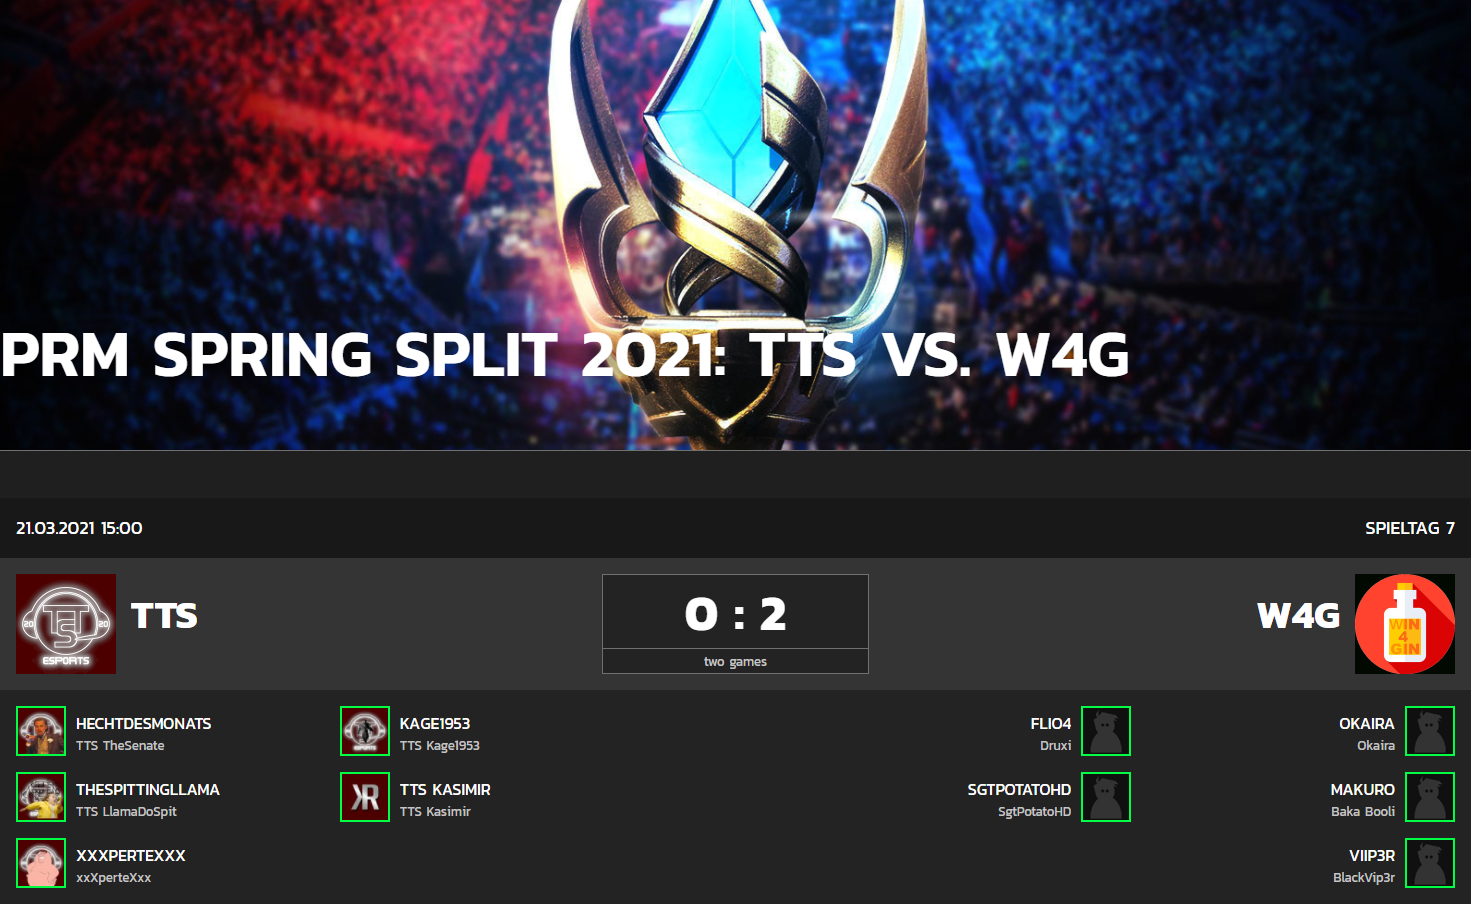 PRM SPRING SPLIT 2021: TTS VS. W4G
21.03.2021 15:00
SPIELTAG 7
TTS
20 20
ESPORTS
0 : 2
two games
W4G
WIN
4
GIN
HECHTDESMONATS
TTS TheSenate
KAGE1953
TTS Kage1953
FLIO4
Druxi
OKAIRA
Okaira
THESPITTINGLLAMA
TTS LlamaDoSpit
TTS KASIMIR
TTS Kasimir
SGTPOTATOHD
SgtPotatoHD
MAKURO
Baka Booli
XXXPERTEXXX
xxXperteXxx
VIIP3R
BlackVip3r